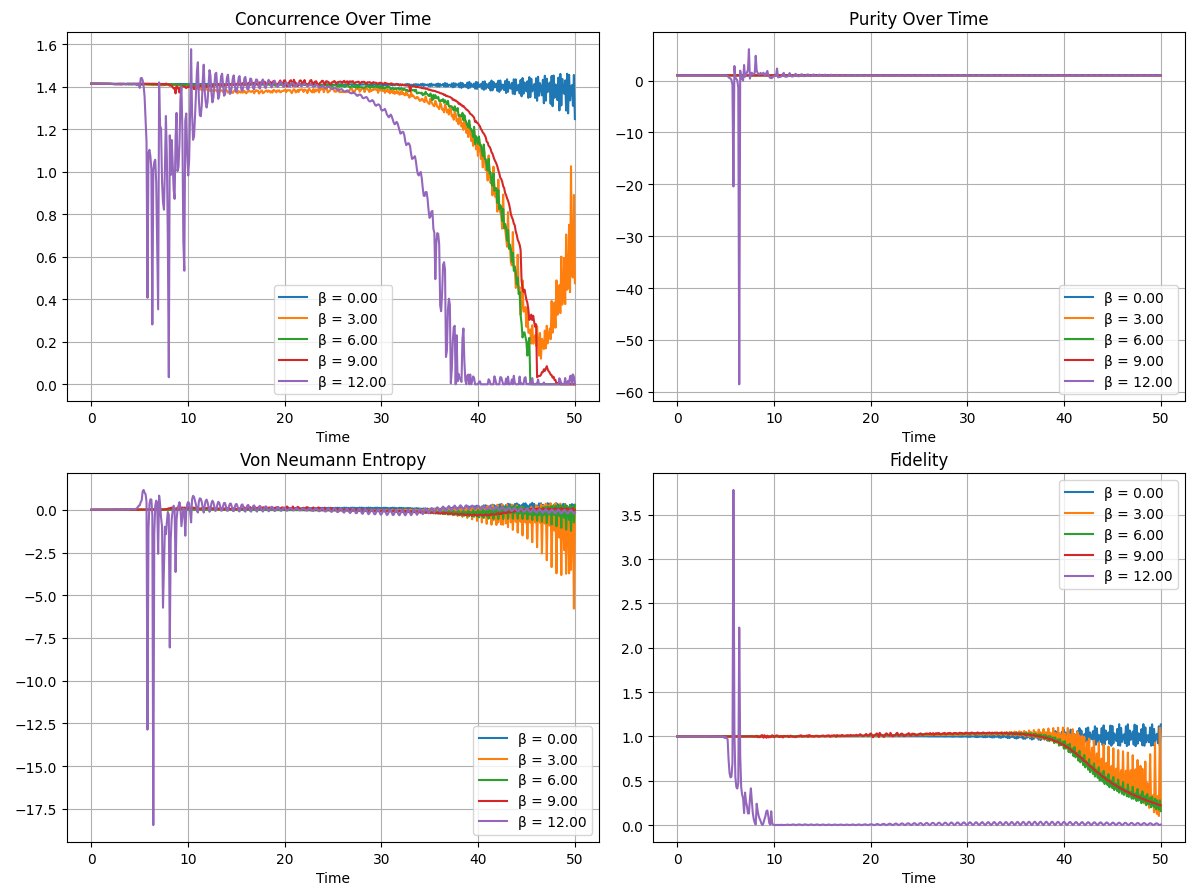 Concurrence Over Time
1.6
1.4
1.2
1.0
0.8
0.6
0.4
0.2
0.0
β = 0.00
β = 3.00
β = 6.00
β = 9.00
β = 12.00
0 10 20 30 40 50
Time
Purity Over Time
0
−10
−20
−30
−40
−50
−60
β = 0.00
β = 3.00
β = 6.00
β = 9.00
β = 12.00
0 10 20 30 40 50
Time
Von Neumann Entropy
0.0
−2.5
−5.0
−7.5
−10.0
−12.5
−15.0
−17.5
β = 0.00
β = 3.00
β = 6.00
β = 9.00
β = 12.00
0 10 20 30 40 50
Time
Fidelity
3.5
3.0
2.5
2.0
1.5
1.0
0.5
0.0
β = 0.00
β = 3.00
β = 6.00
β = 9.00
β = 12.00
0 10 20 30 40 50
Time